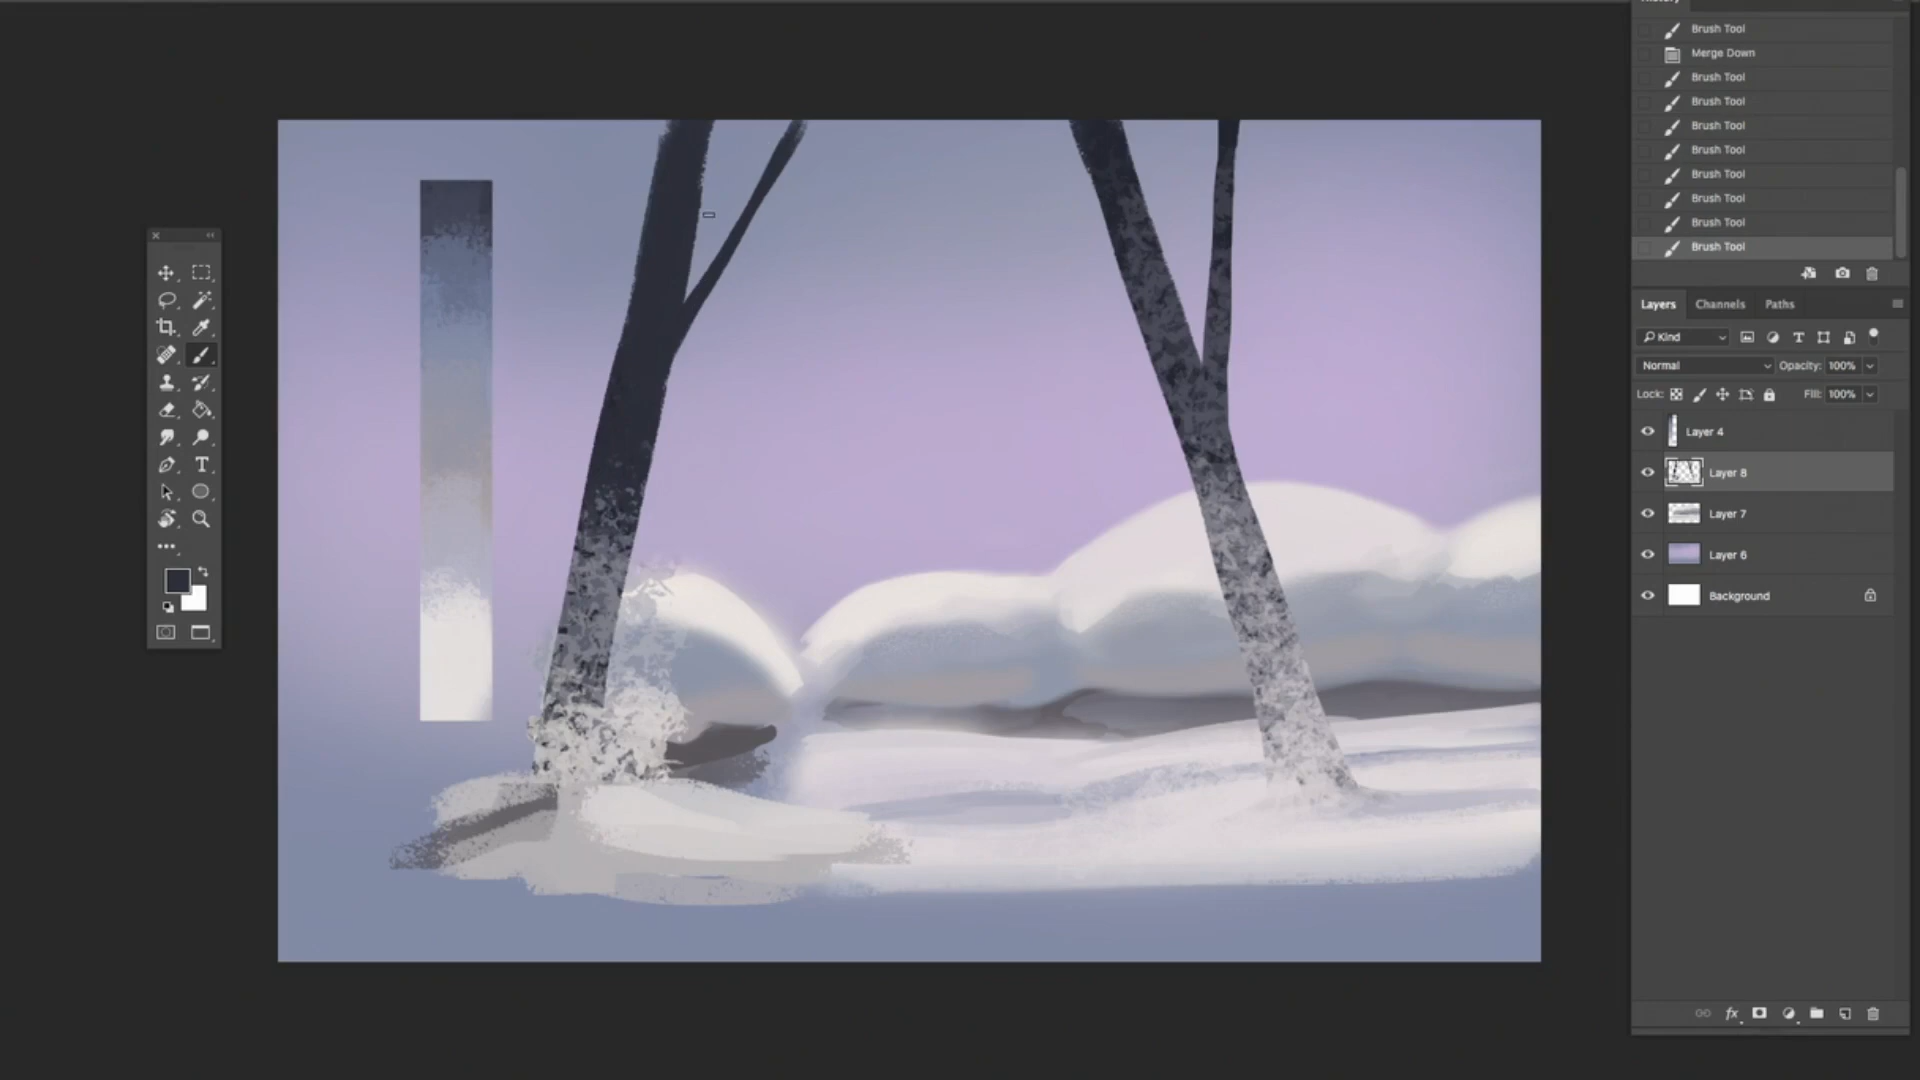 History
Brush Tool
Merge Down
Brush Tool
Brush Tool
Brush Tool
Brush Tool
Brush Tool
Brush Tool
Brush Tool
Brush Tool
Layers Channels Paths
Kind
Normal Opacity: 100%
Lock: Fill: 100%
Layer 4
Layer 8
Layer 7
Layer 6
Background
fx